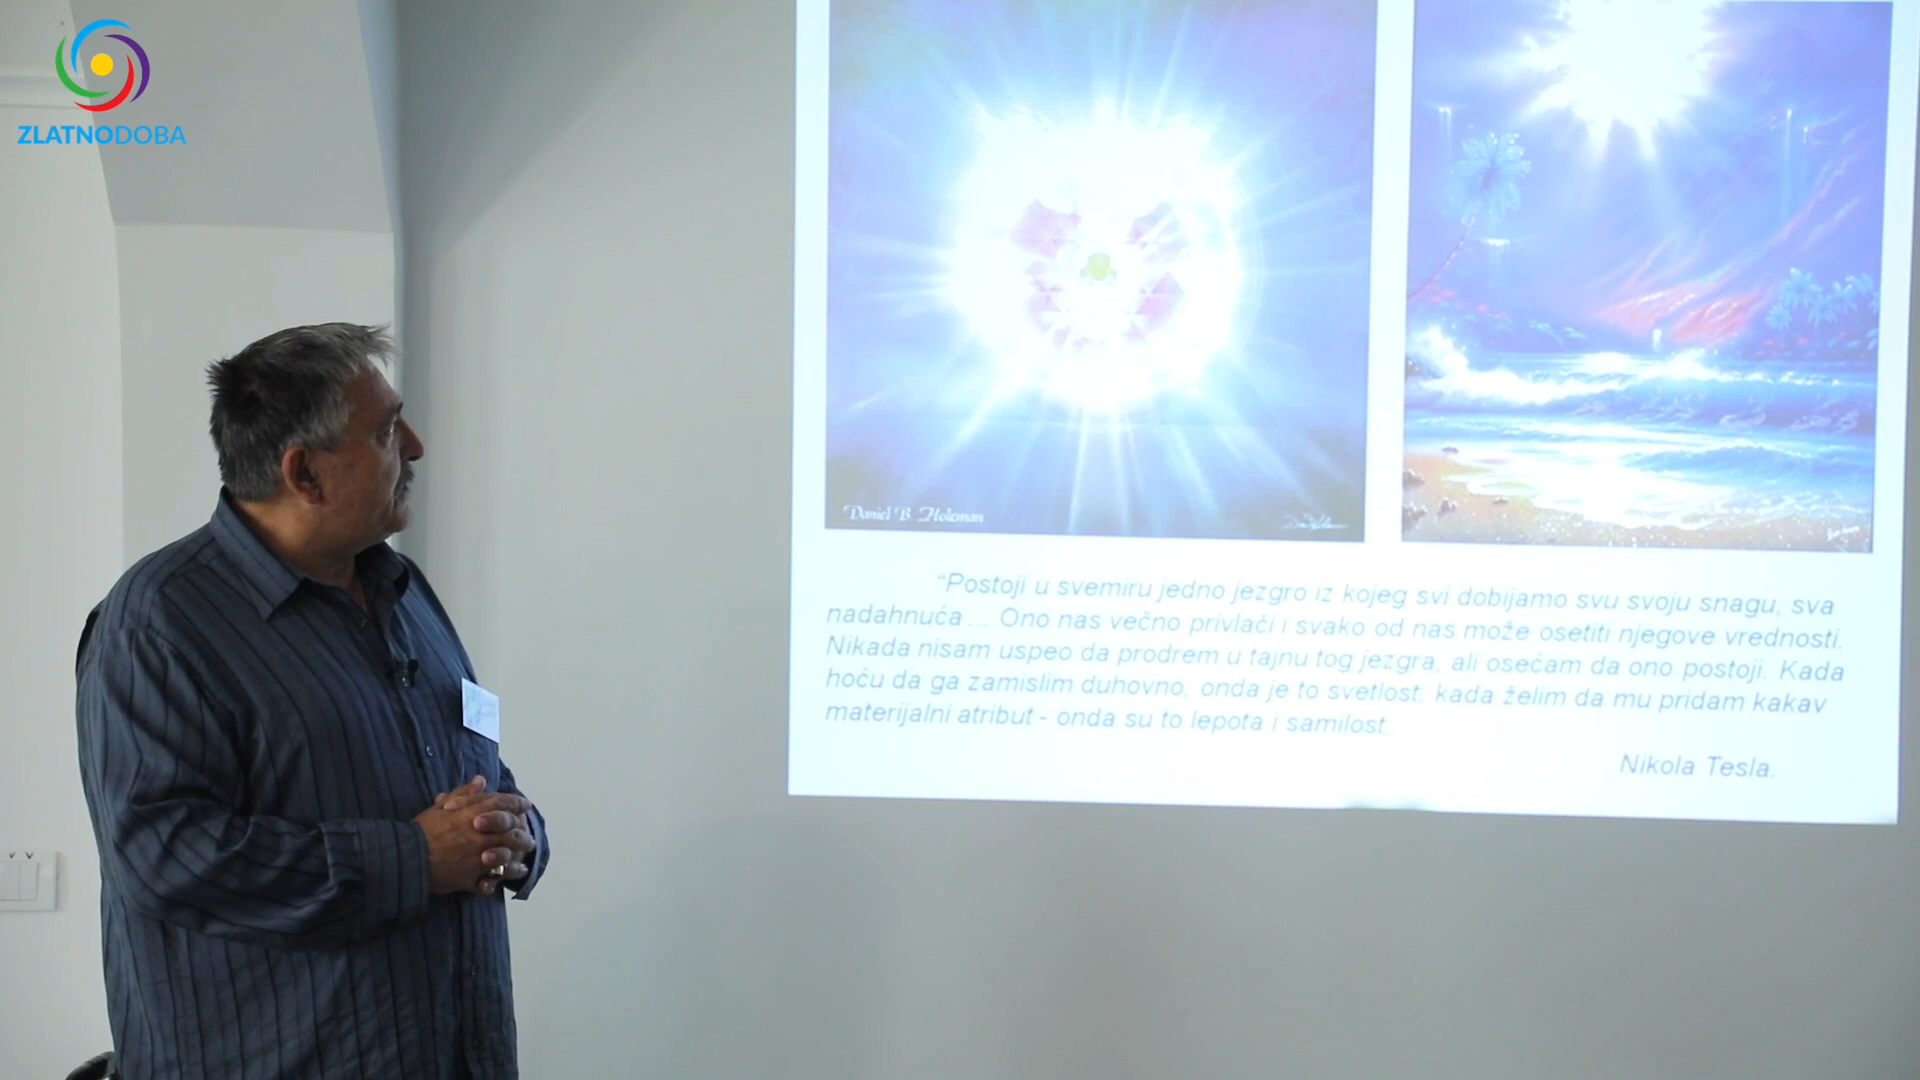 ZLATNODOBA
Daniel B. Holeman
“Postoji u svemiru jedno jezgro iz kojeg svi dobijamo svu svoju snagu, sva
nadahnuća... Ono nas večno privlači i svako od nas može osetiti njegove vrednosti.
Nikada nisam uspeo da prodrem u tajnu tog jezgra, ali osećam da ono postoji. Kada
hoću da ga zamislim duhovno, onda je to svetlost; kada želim da mu pridam kakav
materijalni atribut - onda su to lepota i samilost.
Nikola Tesla.